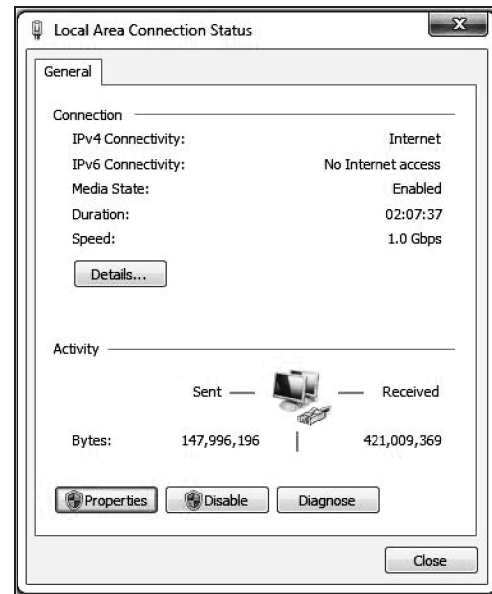 Local Area Connection Status
General
Connection
IPv4 Connectivity: Internet
IPv6 Connectivity: No Internet access
Media State: Enabled
Duration: 02:07:37
Speed: 1.0 Gbps
Details...
Activity
Sent Received
Bytes: 147,996,196 421,009,369
Properties Disable Diagnose
Close